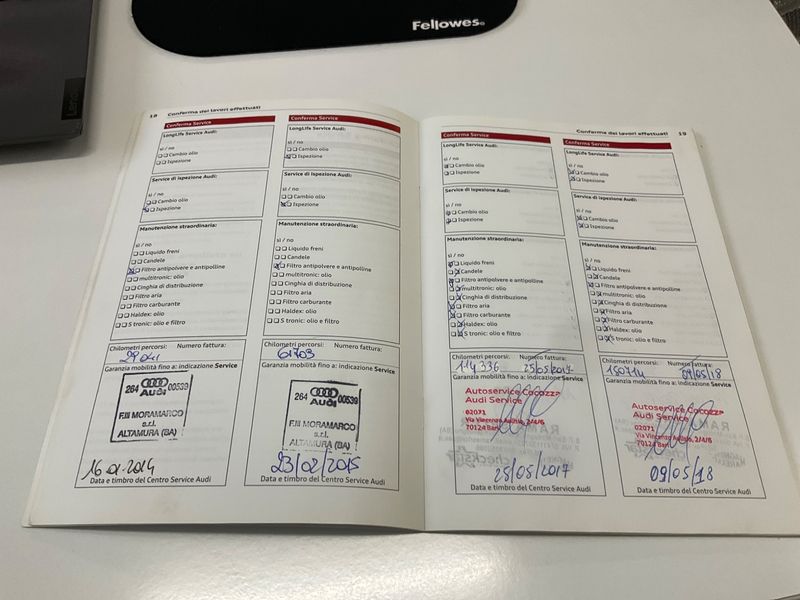 Fellowes
Lenovo
18 Conferma dei lavori effettuati
Conferma Service
LongLife Service Audi:
sì / no
Cambio olio
Ispezione
Service di ispezione Audi:
sì / no
Cambio olio
Ispezione
Manutenzione straordinaria:
sì / no
Liquido freni
Candele
Filtro antipolvere e antipolline
multitronic: olio
Cinghia di distribuzione
Filtro aria
Filtro carburante
Haldex: olio
S tronic: olio e filtro
Chilometri percorsi: Numero fattura:
29041
Garanzia mobilità fino a: indicazione Service
264 Audi 00539
F.lli MORAMARCO
s.r.l.
ALTAMURA (BA)
16.01.2014
Data e timbro del Centro Service Audi
Conferma Service
LongLife Service Audi:
sì / no
Cambio olio
Ispezione
Service di ispezione Audi:
sì / no
Cambio olio
Ispezione
Manutenzione straordinaria:
sì / no
Liquido freni
Candele
Filtro antipolvere e antipolline
multitronic: olio
Cinghia di distribuzione
Filtro aria
Filtro carburante
Haldex: olio
S tronic: olio e filtro
Chilometri percorsi: Numero fattura:
61703
Garanzia mobilità fino a: indicazione Service
264 Audi 00539
F.lli MORAMARCO
s.r.l.
ALTAMURA (BA)
23/02/2015
Data e timbro del Centro Service Audi
Conferma dei lavori effettuati 19
Conferma Service
LongLife Service Audi:
sì / no
Cambio olio
Ispezione
Service di ispezione Audi:
sì / no
Cambio olio
Ispezione
Manutenzione straordinaria:
sì / no
Liquido freni
Candele
Filtro antipolvere e antipolline
multitronic: olio
Cinghia di distribuzione
Filtro aria
Filtro carburante
Haldex: olio
S tronic: olio e filtro
Chilometri percorsi: Numero fattura:
114336 25/05/2017
Garanzia mobilità fino a: indicazione Service
Autoservice Cocozza
Audi Service
02071
70124 Bari
25/05/2017
Data e timbro del Centro Service Audi
Conferma Service
LongLife Service Audi:
sì / no
Cambio olio
Ispezione
Service di ispezione Audi:
sì / no
Cambio olio
Ispezione
Manutenzione straordinaria:
sì / no
Liquido freni
Candele
Filtro antipolvere e antipolline
multitronic: olio
Cinghia di distribuzione
Filtro aria
Filtro carburante
Haldex: olio
S tronic: olio e filtro
Chilometri percorsi: Numero fattura:
150714 09/05/18
Garanzia mobilità fino a: indicazione Service
Autoservice Cocozza
Audi Service
02071
70124 Bari
09/05/18
Data e timbro del Centro Service Audi